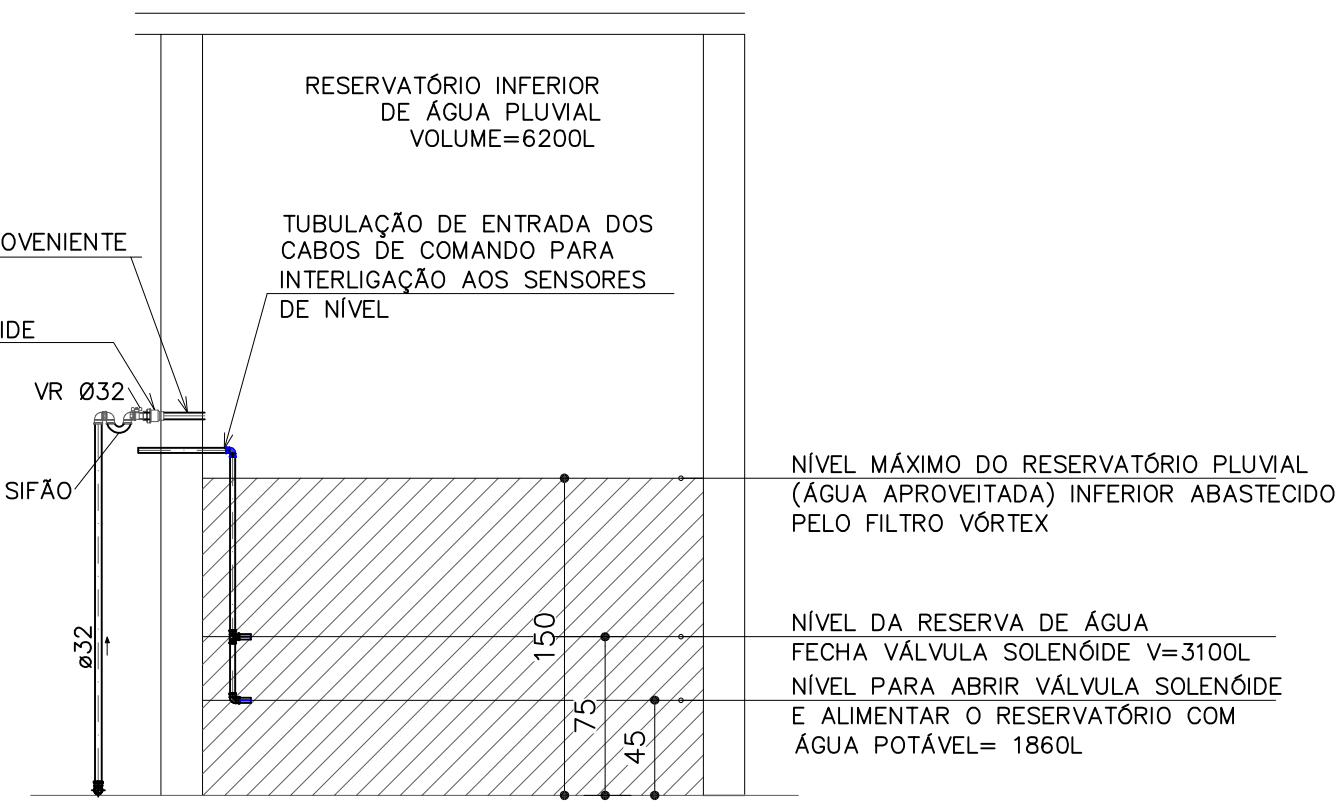 RESERVATÓRIO INFERIOR
DE ÁGUA PLUVIAL
VOLUME=6200L
TUBULAÇÃO DE ENTRADA DOS
CABOS DE COMANDO PARA
INTERLIGAÇÃO AOS SENSORES
DE NÍVEL
OVENIENTE
IDE
VR Ø32
SIFÃO
ø32
150
75
45
NÍVEL MÁXIMO DO RESERVATÓRIO PLUVIAL
(ÁGUA APROVEITADA) INFERIOR ABASTECIDO
PELO FILTRO VÓRTEX
NÍVEL DA RESERVA DE ÁGUA
FECHA VÁLVULA SOLENÓIDE V=3100L
NÍVEL PARA ABRIR VÁLVULA SOLENÓIDE
E ALIMENTAR O RESERVATÓRIO COM
ÁGUA POTÁVEL= 1860L